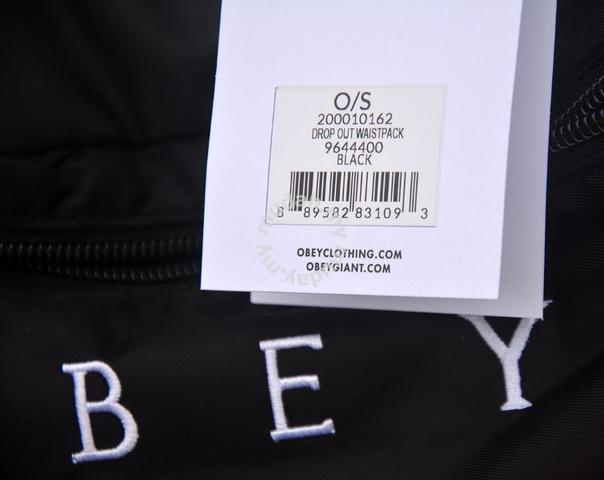 O/S
200010162
DROP OUT WAISTPACK
9644400
BLACK
8 89582 83109 3
OBEYCLOTHING.COM
OBEYGIANT.COM
B E Y